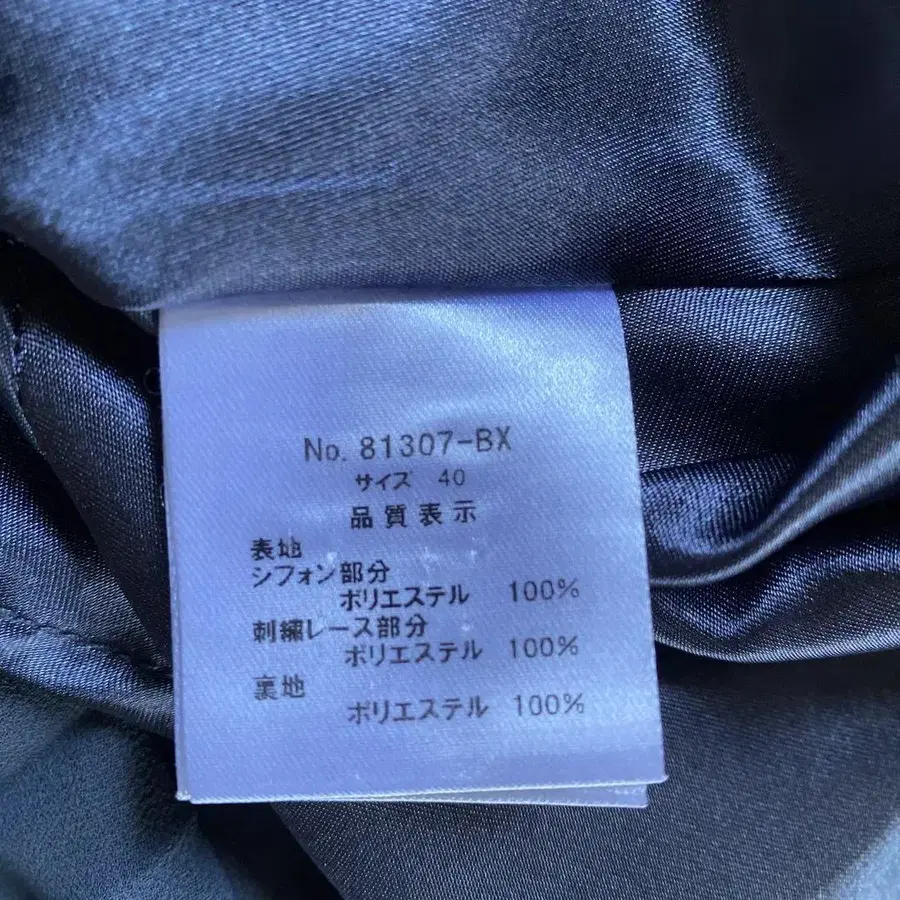 No. 81307-BX
サイズ 40
品質表示
表地
シフォン部分
ポリエステル 100%
刺繍レース部分
ポリエステル 100%
裏地
ポリエステル 100%